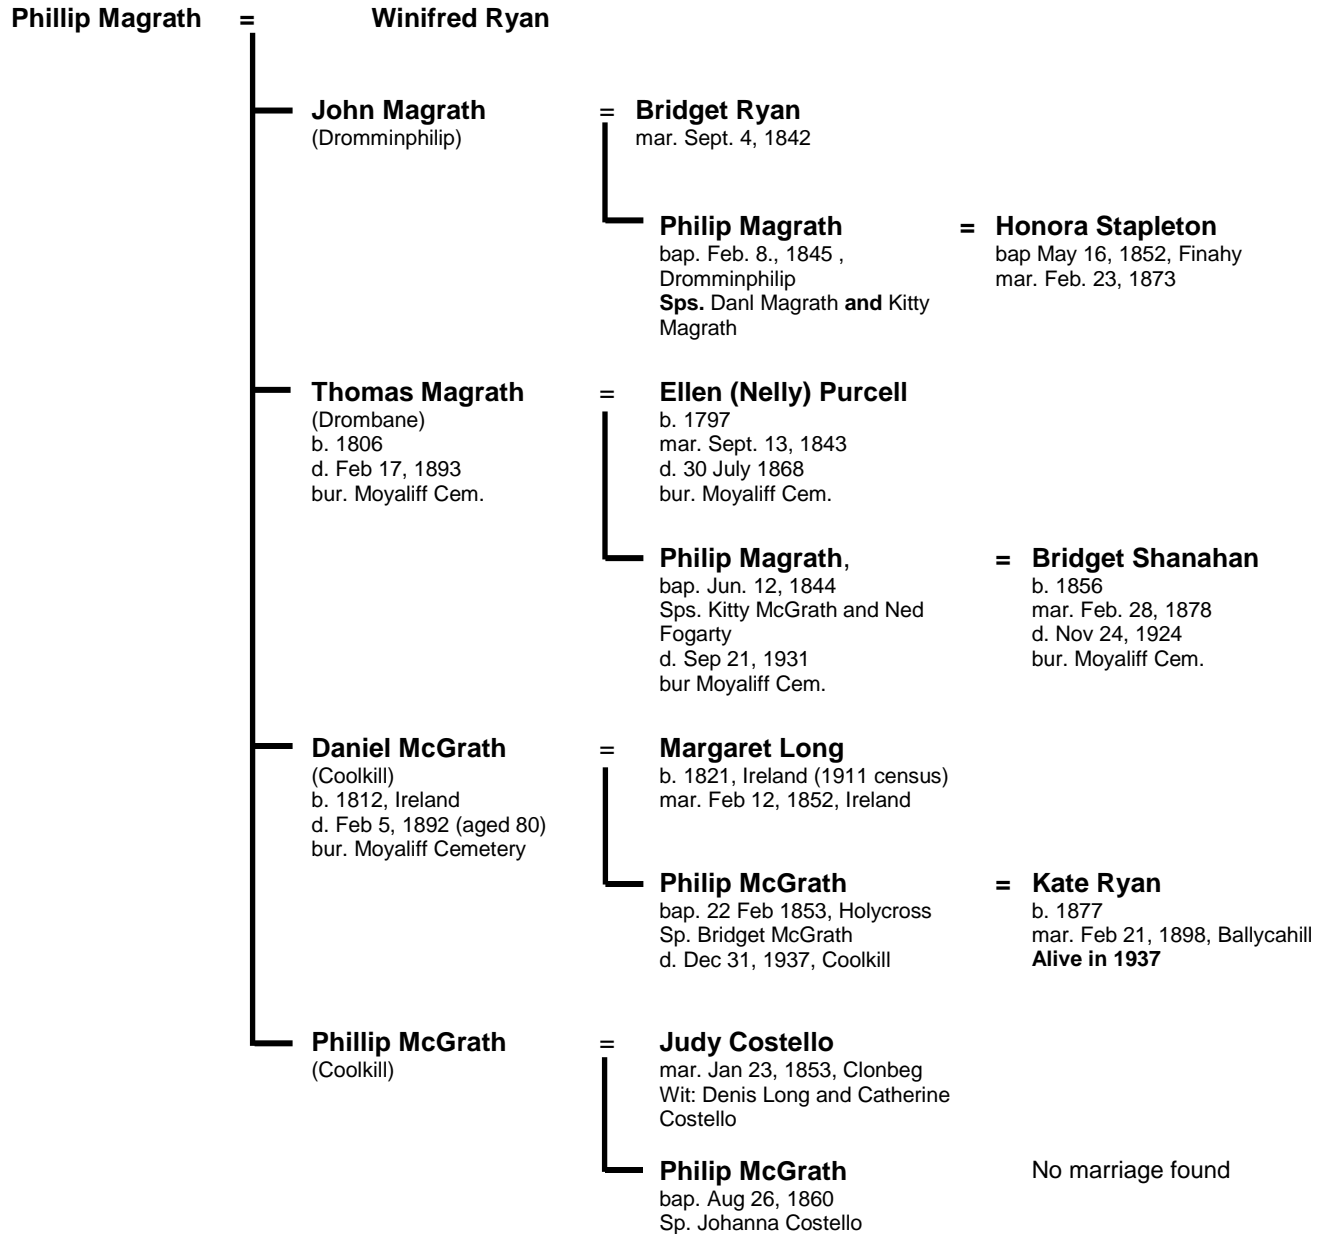 Phillip Magrath = Winifred Ryan
John Magrath = Bridget Ryan
(Dromminphilip) mar. Sept. 4, 1842
Philip Magrath = Honora Stapleton
bap. Feb. 8., 1845 , bap May 16, 1852, Finahy
Dromminphilip mar. Feb. 23, 1873
Sps. Danl Magrath and Kitty
Magrath
Thomas Magrath = Ellen (Nelly) Purcell
(Drombane) b. 1797
b. 1806 mar. Sept. 13, 1843
d. Feb 17, 1893 d. 30 July 1868
bur. Moyaliff Cem. bur. Moyaliff Cem.
Philip Magrath, = Bridget Shanahan
bap. Jun. 12, 1844 b. 1856
Sps. Kitty McGrath and Ned mar. Feb. 28, 1878
Fogarty d. Nov 24, 1924
d. Sep 21, 1931 bur. Moyaliff Cem.
bur Moyaliff Cem.
Daniel McGrath = Margaret Long
(Coolkill) b. 1821, Ireland (1911 census)
b. 1812, Ireland mar. Feb 12, 1852, Ireland
d. Feb 5, 1892 (aged 80)
bur. Moyaliff Cemetery
Philip McGrath = Kate Ryan
bap. 22 Feb 1853, Holycross b. 1877
Sp. Bridget McGrath mar. Feb 21, 1898, Ballycahill
d. Dec 31, 1937, Coolkill Alive in 1937
Phillip McGrath = Judy Costello
(Coolkill) mar. Jan 23, 1853, Clonbeg
Wit: Denis Long and Catherine
Costello
Philip McGrath No marriage found
bap. Aug 26, 1860
Sp. Johanna Costello